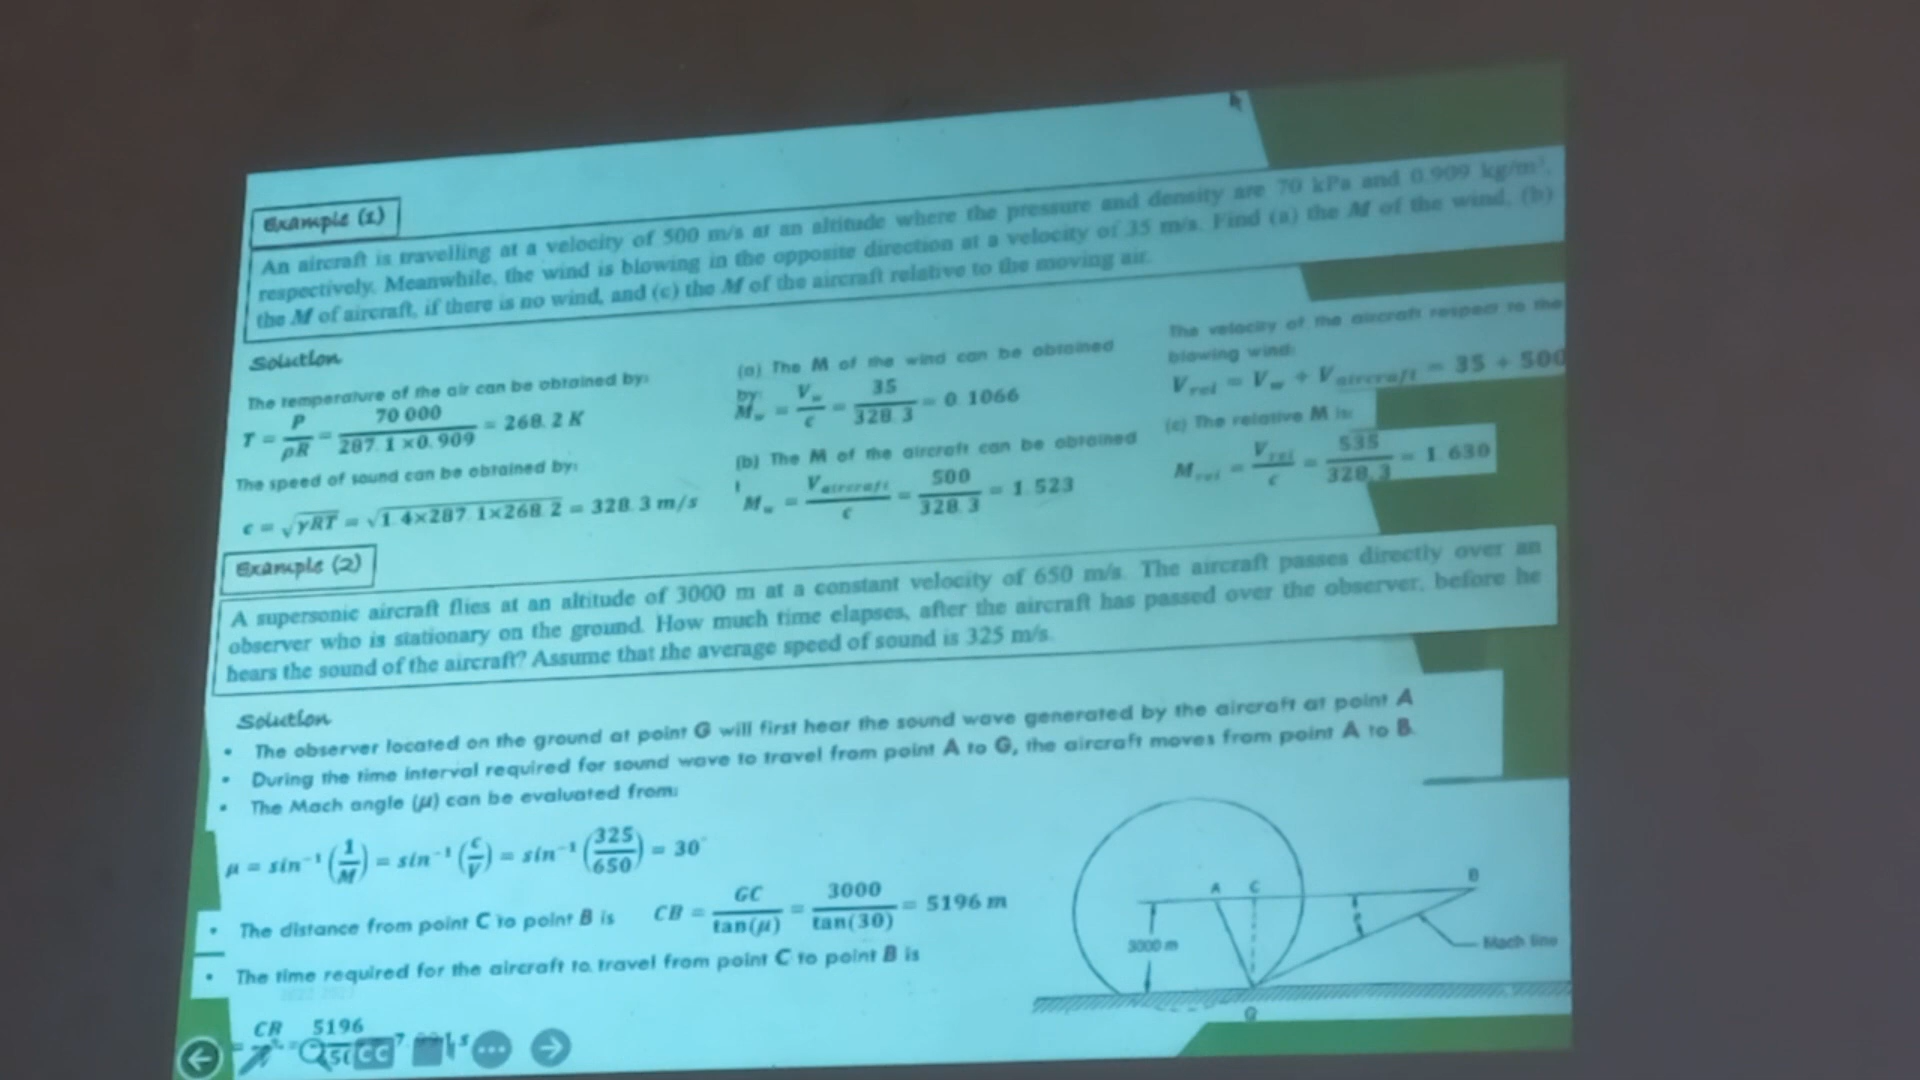 Example (1)
An aircraft is travelling at a velocity of 500 m/s at an altitude where the pressure and density are 70 kPa and 0.909 kg/m³,
respectively. Meanwhile, the wind is blowing in the opposite direction at a velocity of 35 m/s. Find (a) the M of the wind, (b)
the M of aircraft, if there is no wind, and (c) the M of the aircraft relative to the moving air.
Solution
The temperature of the air can be obtained by:
T = P/ρR = 70 000/287.1×0.909 = 268.2 K
The speed of sound can be obtained by:
c = √γRT = √1.4×287.1×268.2 = 328.3 m/s
(a) The M of the wind can be obtained
by:
M_w = V_w/c = 35/328.3 = 0.1066
(b) The M of the aircraft can be obtained
M_w = V_aircraft/c = 500/328.3 = 1.523
The velocity of the aircraft respect to the
blowing wind:
V_rel = V_w + V_aircraft = 35 + 500
(c) The relative M is:
M_rel = V_rel/c = 535/328.3 = 1.630
Example (2)
A supersonic aircraft flies at an altitude of 3000 m at a constant velocity of 650 m/s. The aircraft passes directly over an
observer who is stationary on the ground. How much time elapses, after the aircraft has passed over the observer, before he
hears the sound of the aircraft? Assume that the average speed of sound is 325 m/s.
Solution
• The observer located on the ground at point G will first hear the sound wave generated by the aircraft at point A
• During the time interval required for sound wave to travel from point A to G, the aircraft moves from point A to B.
• The Mach angle (μ) can be evaluated from:
μ = sin⁻¹(1/M) = sin⁻¹(c/V) = sin⁻¹(325/650) = 30°
• The distance from point C to point B is CB = GC/tan(μ) = 3000/tan(30) = 5196 m
• The time required for the aircraft to travel from point C to point B is
CB 5196
CC
A C B
3000 m
Mach line
G